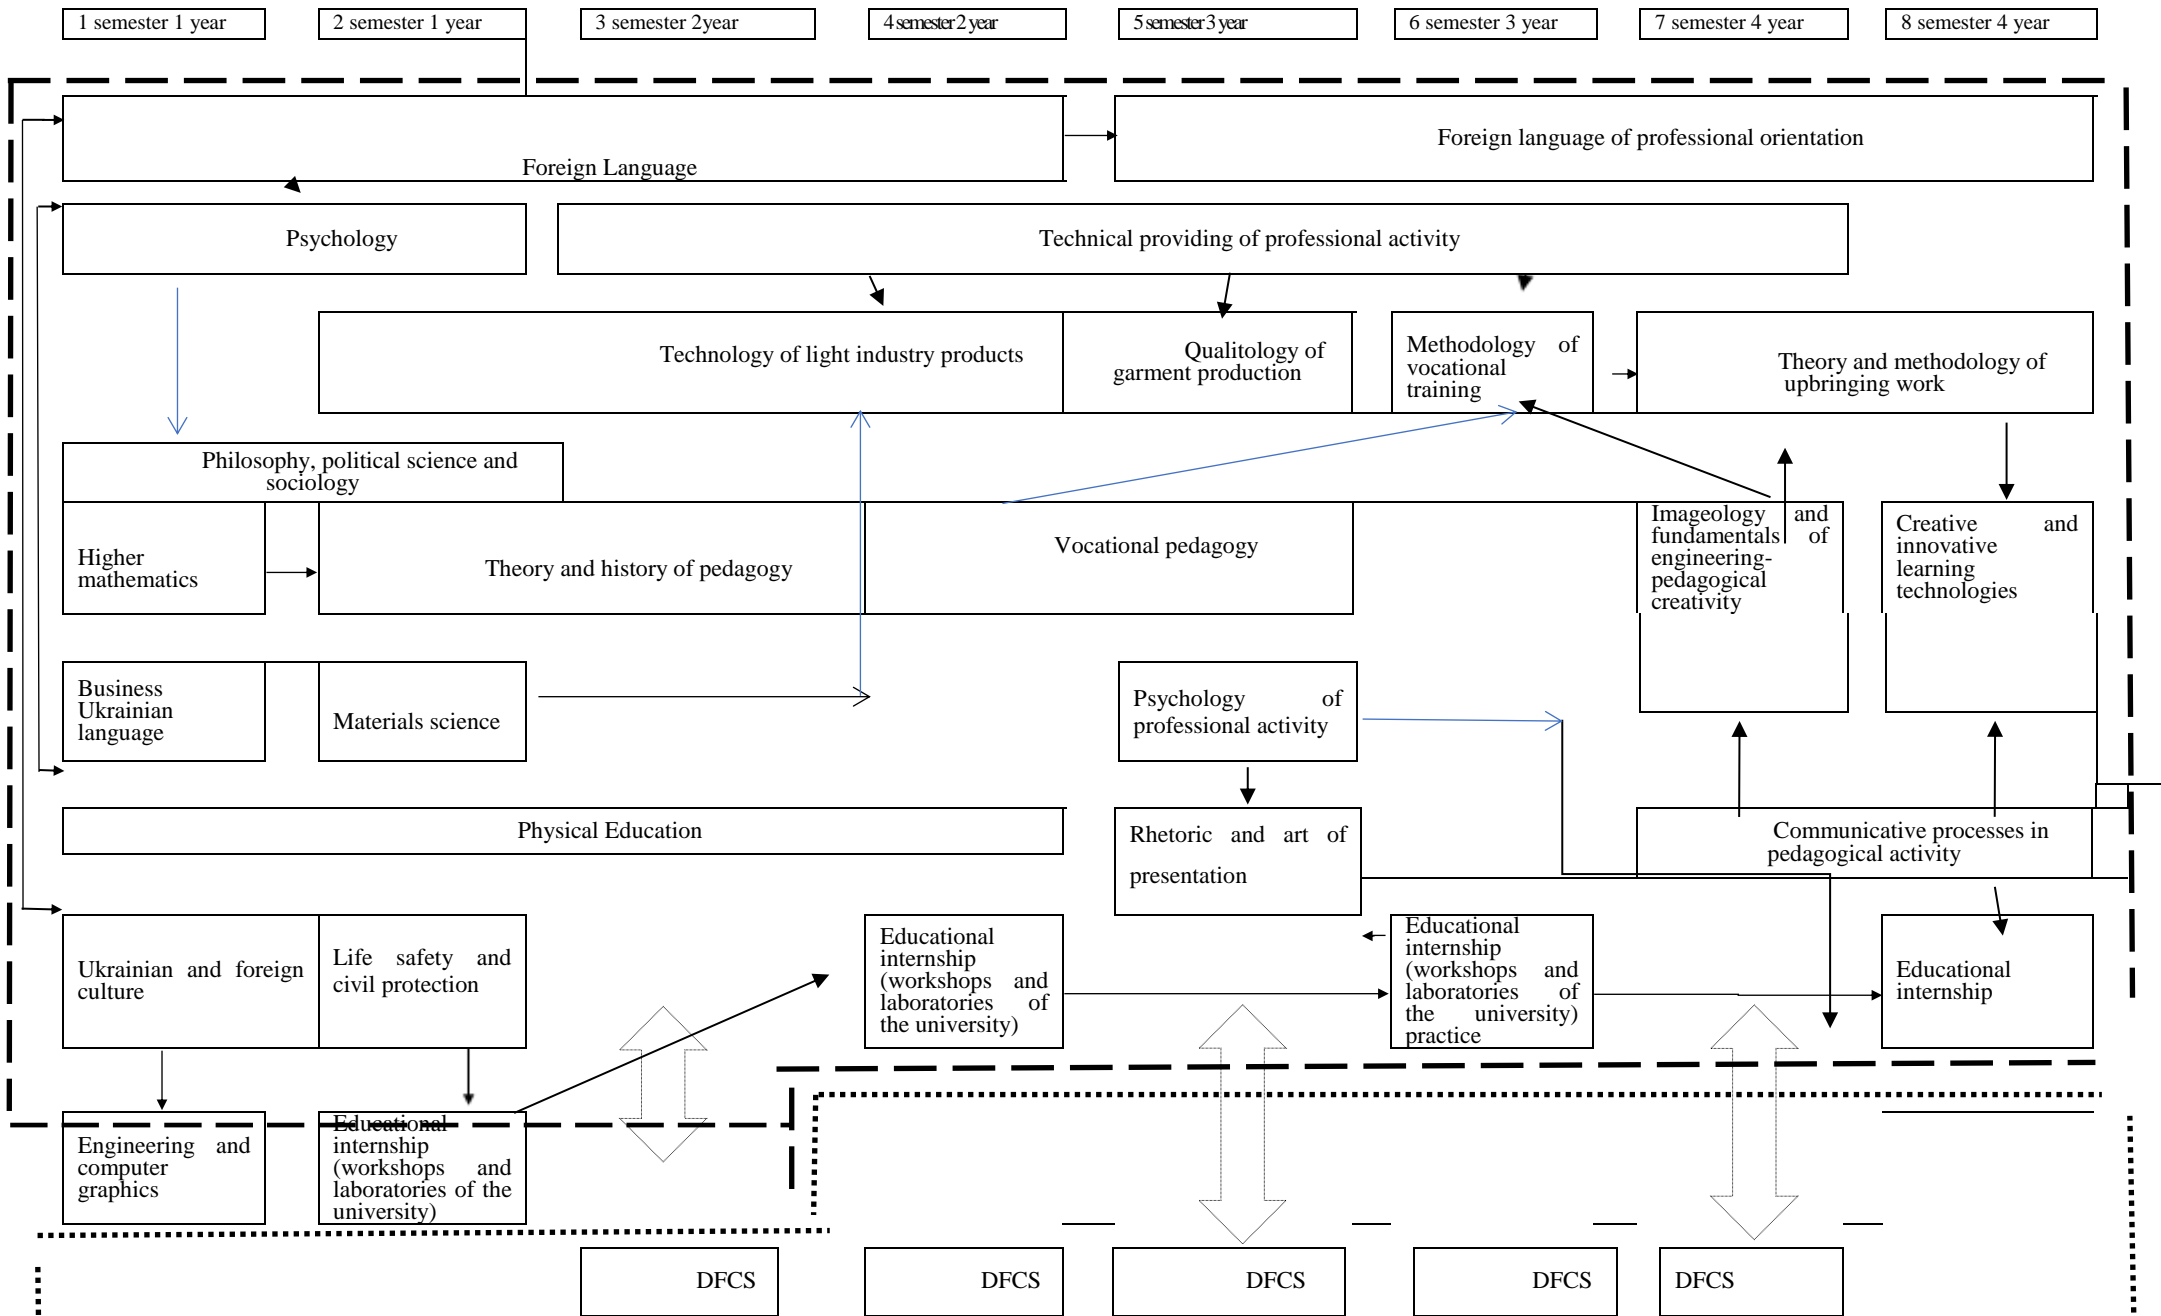 1 semester 1 year
2 semester 1 year
3 semester 2year
4semester2year
5semester3year
6 semester 3 year
7 semester 4 year
8 semester 4 year
Foreign Language
Foreign language of professional orientation
Psychology
Technical providing of professional activity
Technology of light industry products
Qualitology of
garment production
Methodology of
vocational
training
Theory and methodology of
upbringing work
Philosophy, political science and
sociology
Higher
mathematics
Theory and history of pedagogy
Vocational pedagogy
Imageology and
fundamentals of
engineering-
pedagogical
creativity
Creative and
innovative
learning
technologies
Business
Ukrainian
language
Materials science
Psychology of
professional activity
Physical Education
Rhetoric and art of
presentation
Communicative processes in
pedagogical activity
Ukrainian and foreign
culture
Life safety and
civil protection
Educational
internship
(workshops and
laboratories of
the university)
Educational
internship
(workshops and
laboratories of
the university)
practice
Educational
internship
Engineering and
computer
graphics
Educational
internship
(workshops and
laboratories of the
university)
DFCS
DFCS
DFCS
DFCS
DFCS